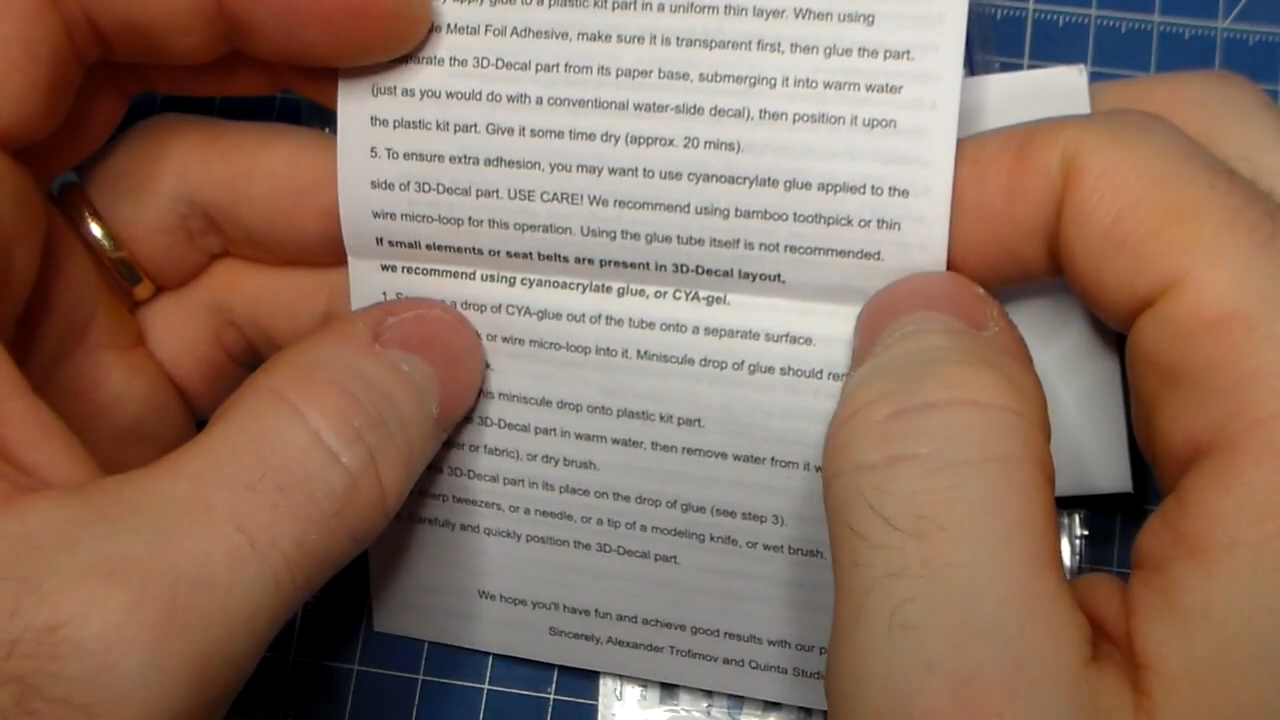 apply glue to a plastic kit part in a uniform thin layer. When using
Metal Foil Adhesive, make sure it is transparent first, then glue the part.
the 3D-Decal part from its paper base, submerging it into warm water
(just as you would do with a conventional water-slide decal), then position it upon
the plastic kit part. Give it some time dry (approx. 20 mins).
5. To ensure extra adhesion, you may want to use cyanoacrylate glue applied to the
side of 3D-Decal part. USE CARE! We recommend using bamboo toothpick or thin
wire micro-loop for this operation. Using the glue tube itself is not recommended.
If small elements or seat belts are present in 3D-Decal layout,
we recommend using cyanoacrylate glue, or CYA-gel.
1. a drop of CYA-glue out of the tube onto a separate surface.
or wire micro-loop into it. Miniscule drop of glue should
miniscule drop onto plastic kit part.
3D-Decal part in warm water, then remove water from it
or fabric), or dry brush.
3D-Decal part in its place on the drop of glue (see step 3).
sharp tweezers, or a needle, or a tip of a modeling knife, or wet brush.
Carefully and quickly position the 3D-Decal part.
We hope you'll have fun and achieve good results with our
Sincerely, Alexander Trofimov and Quinta